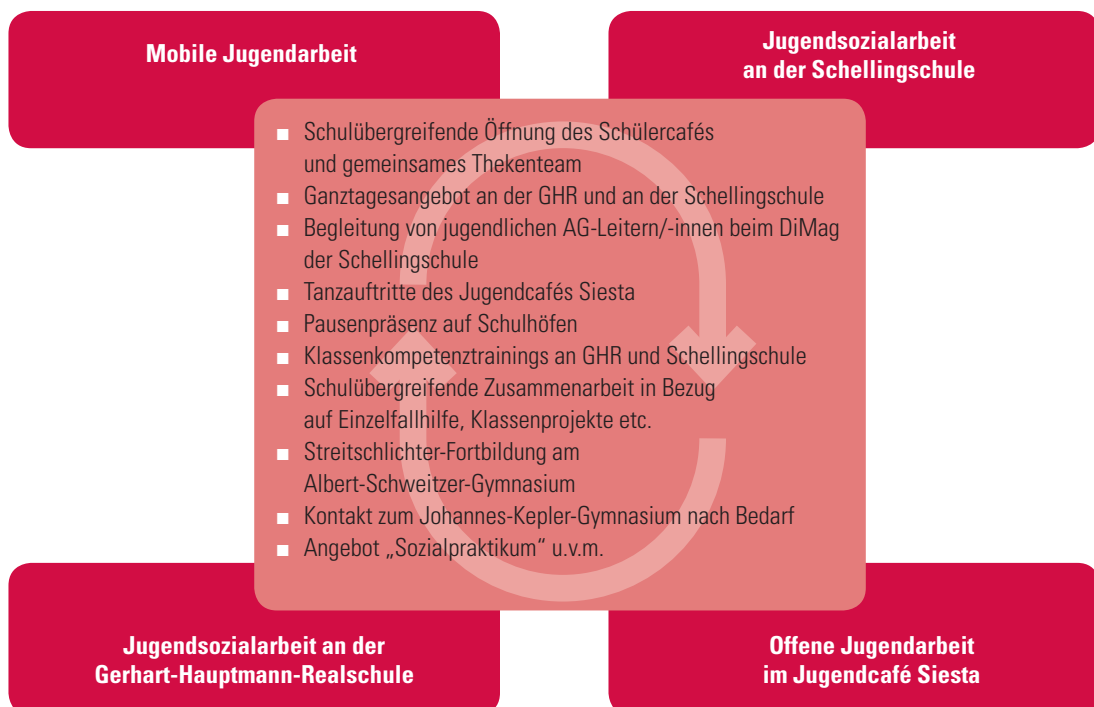 Mobile Jugendarbeit
Jugendsozialarbeit
an der Schellingschule
■ Schulübergreifende Öffnung des Schülercafés
und gemeinsames Thekenteam
■ Ganztagesangebot an der GHR und an der Schellingschule
■ Begleitung von jugendlichen AG-Leitern/-innen beim DiMag
der Schellingschule
■ Tanzauftritte des Jugendcafés Siesta
■ Pausenpräsenz auf Schulhöfen
■ Klassenkompetenztrainings an GHR und Schellingschule
■ Schulübergreifende Zusammenarbeit in Bezug
auf Einzelfallhilfe, Klassenprojekte etc.
■ Streitschlichter-Fortbildung am
Albert-Schweitzer-Gymnasium
■ Kontakt zum Johannes-Kepler-Gymnasium nach Bedarf
■ Angebot „Sozialpraktikum“ u.v.m.
Jugendsozialarbeit an der
Gerhart-Hauptmann-Realschule
Offene Jugendarbeit
im Jugendcafé Siesta